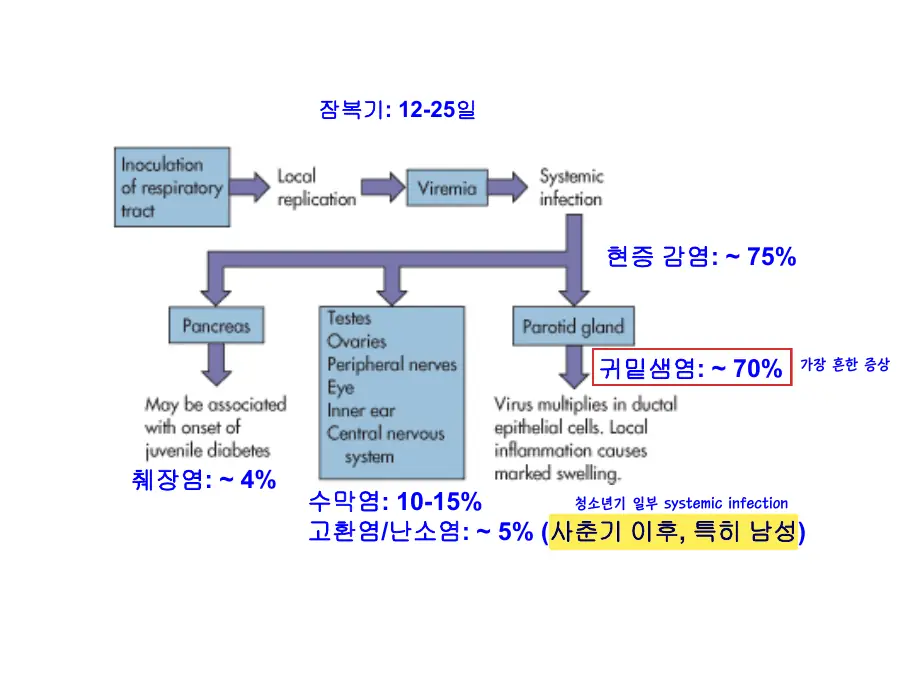 잠복기: 12-25일
Inoculation
of respiratory
tract
Local
replication
Viremia
Systemic
infection
현증 감염: ~ 75%
Pancreas
Testes
Ovaries
Peripheral nerves
Eye
Inner ear
Central nervous
system
Parotid gland
귀밑샘염: ~ 70%
가장 흔한 증상
May be associated
with onset of
juvenile diabetes
Virus multiplies in ductal
epithelial cells. Local
inflammation causes
marked swelling.
췌장염: ~ 4%
수막염: 10-15%
청소년기 일부 systemic infection
고환염/난소염: ~ 5% (사춘기 이후, 특히 남성)